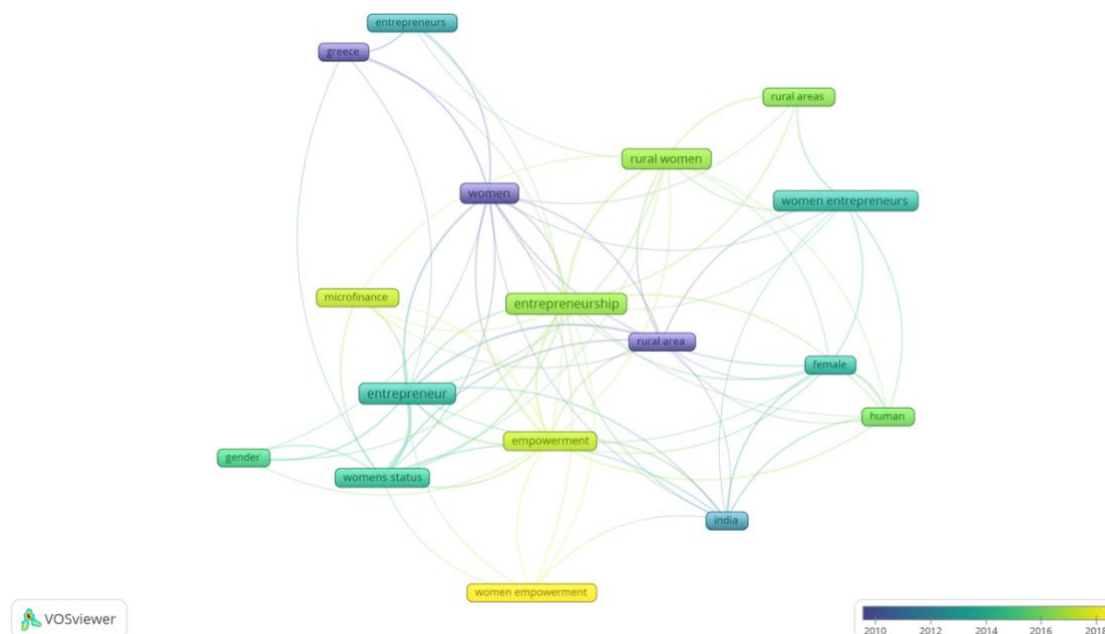 entrepreneurs
greece
rural areas
rural women
women
women entrepreneurs
microfinance
entrepreneurship
rural area
female
entrepreneur
human
empowerment
gender
womens status
india
women empowerment
VOSviewer
2010 2012 2014 2016 2018